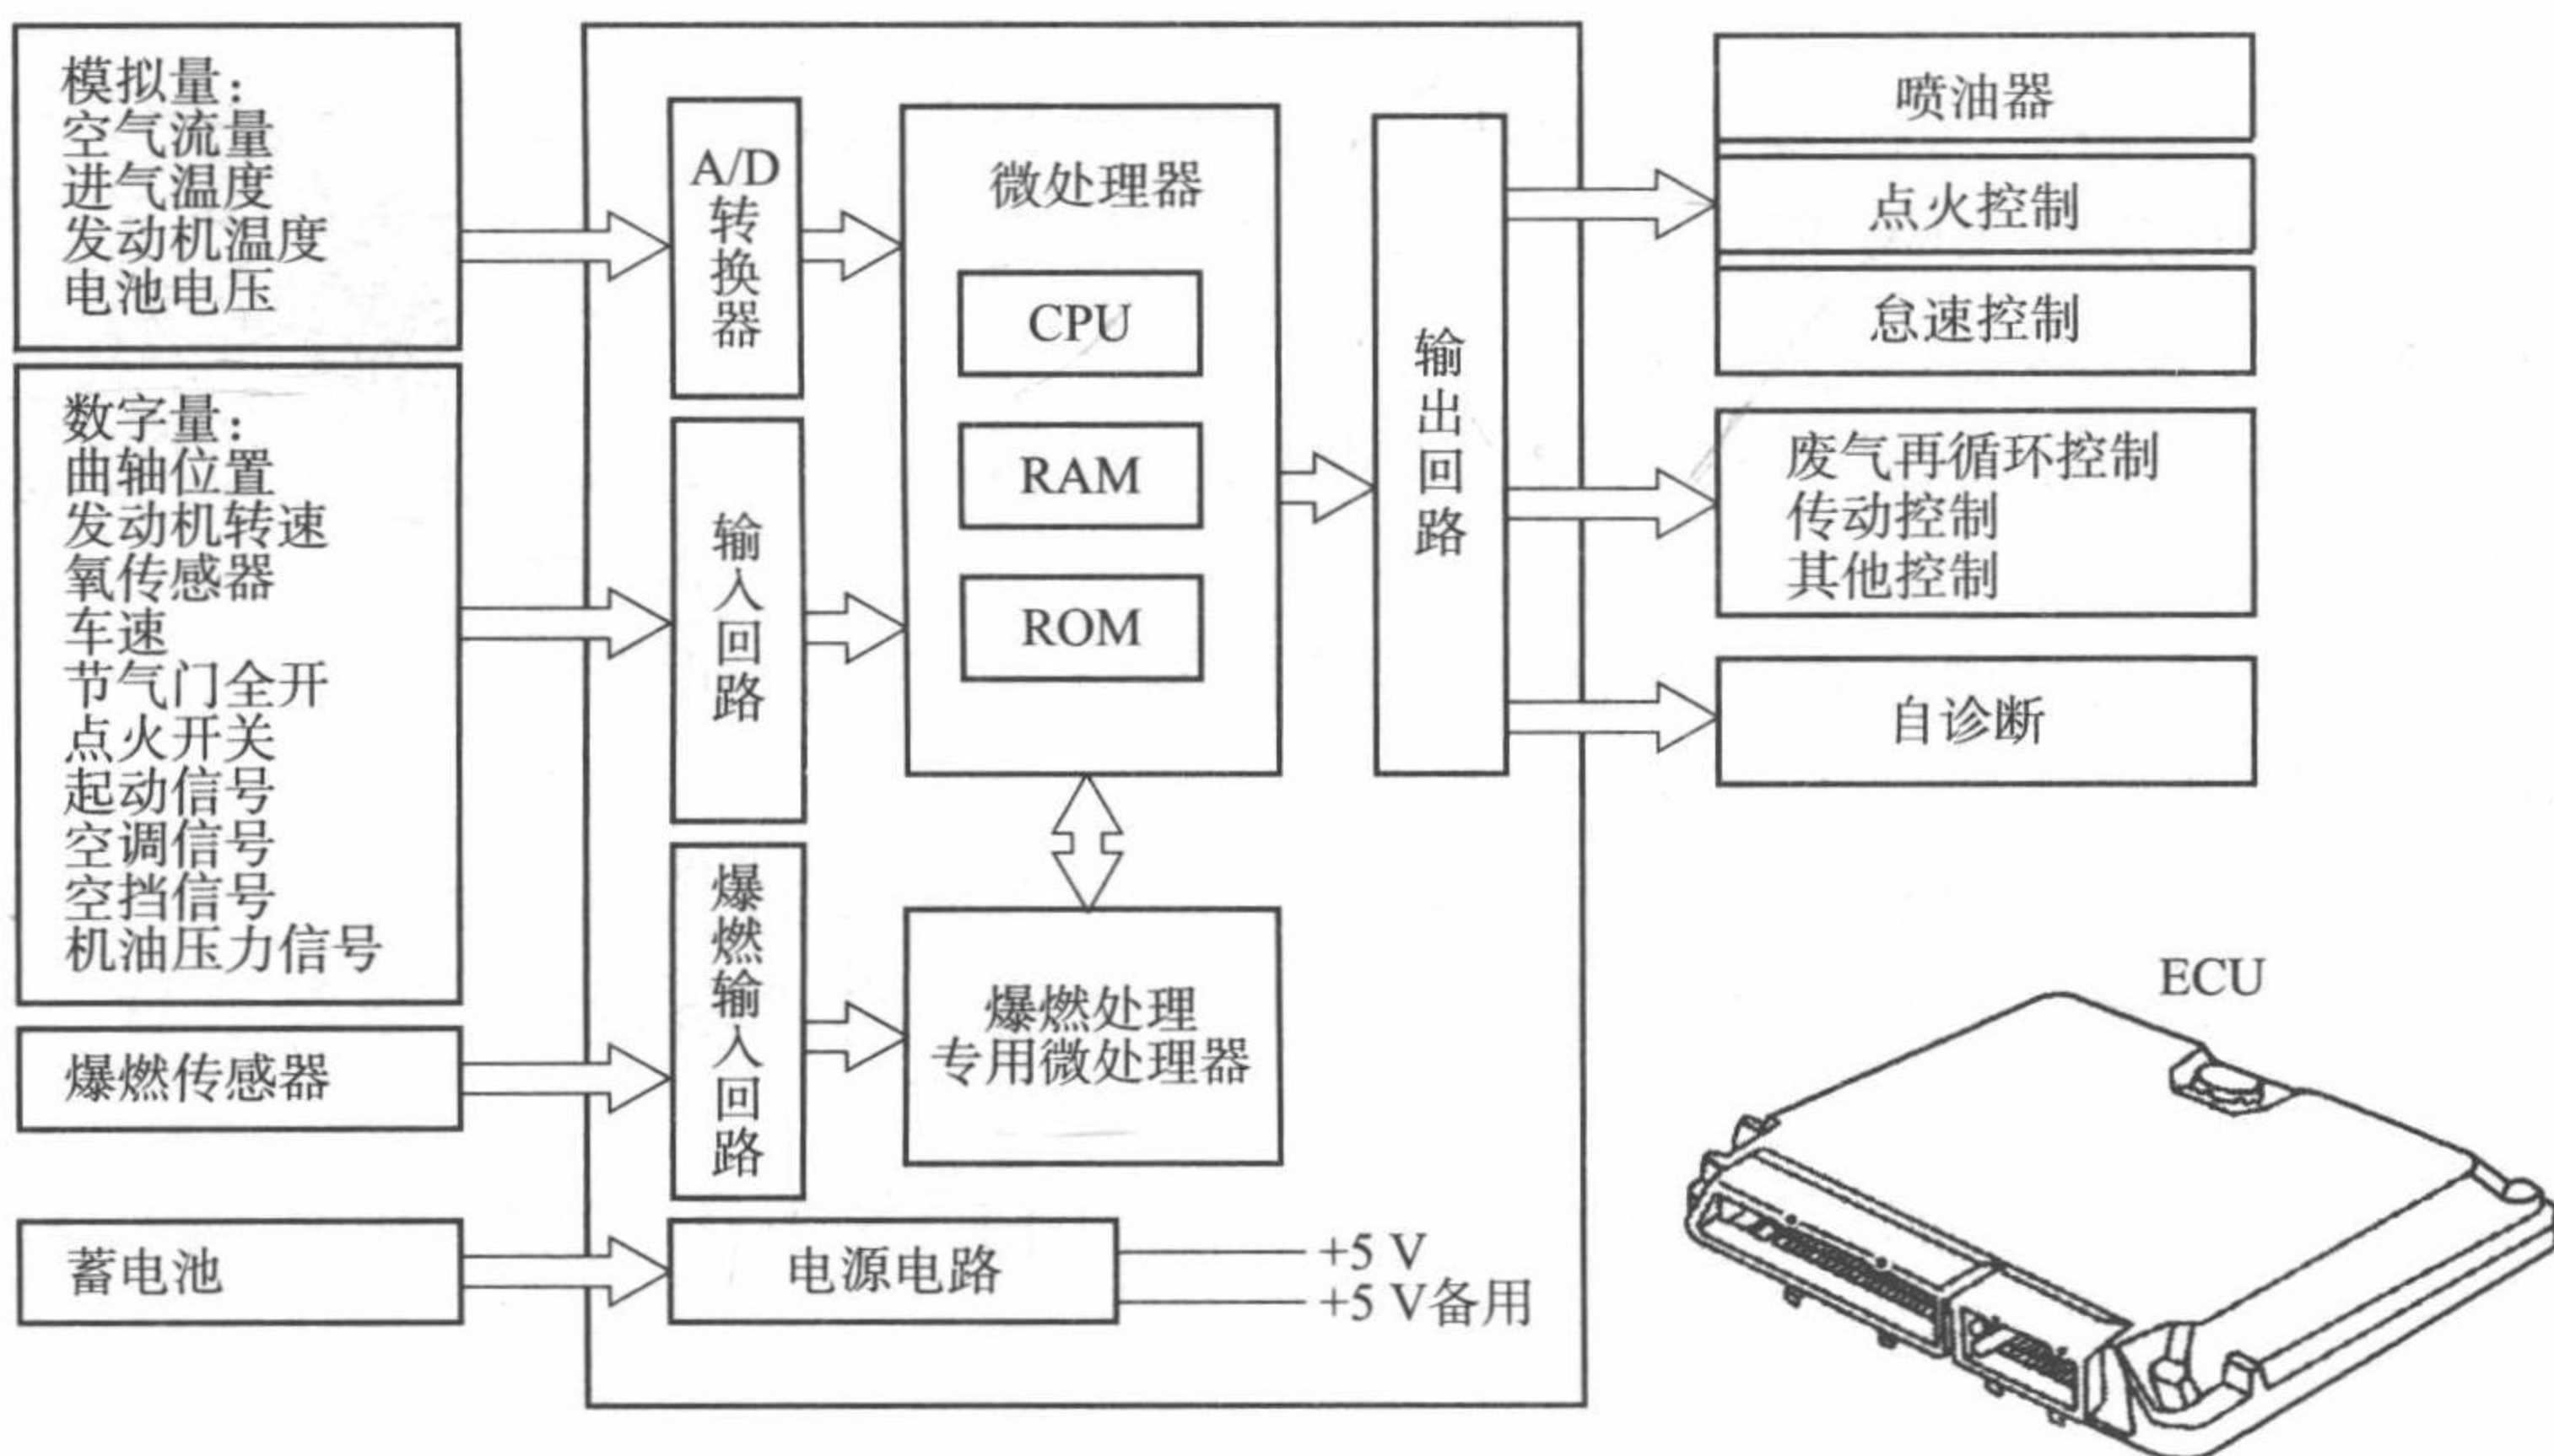 模拟量：
空气流量
进气温度
发动机温度
电池电压
数字量：
曲轴位置
发动机转速
氧传感器
车速
节气门全开
点火开关
起动信号
空调信号
空挡信号
机油压力信号
爆燃传感器
蓄电池
A/D
转换器
输入回路
爆燃输入回路
微处理器
CPU
RAM
ROM
爆燃处理
专用微处理器
电源电路
+5 V
+5 V备用
输出回路
喷油器
点火控制
怠速控制
废气再循环控制
传动控制
其他控制
自诊断
ECU